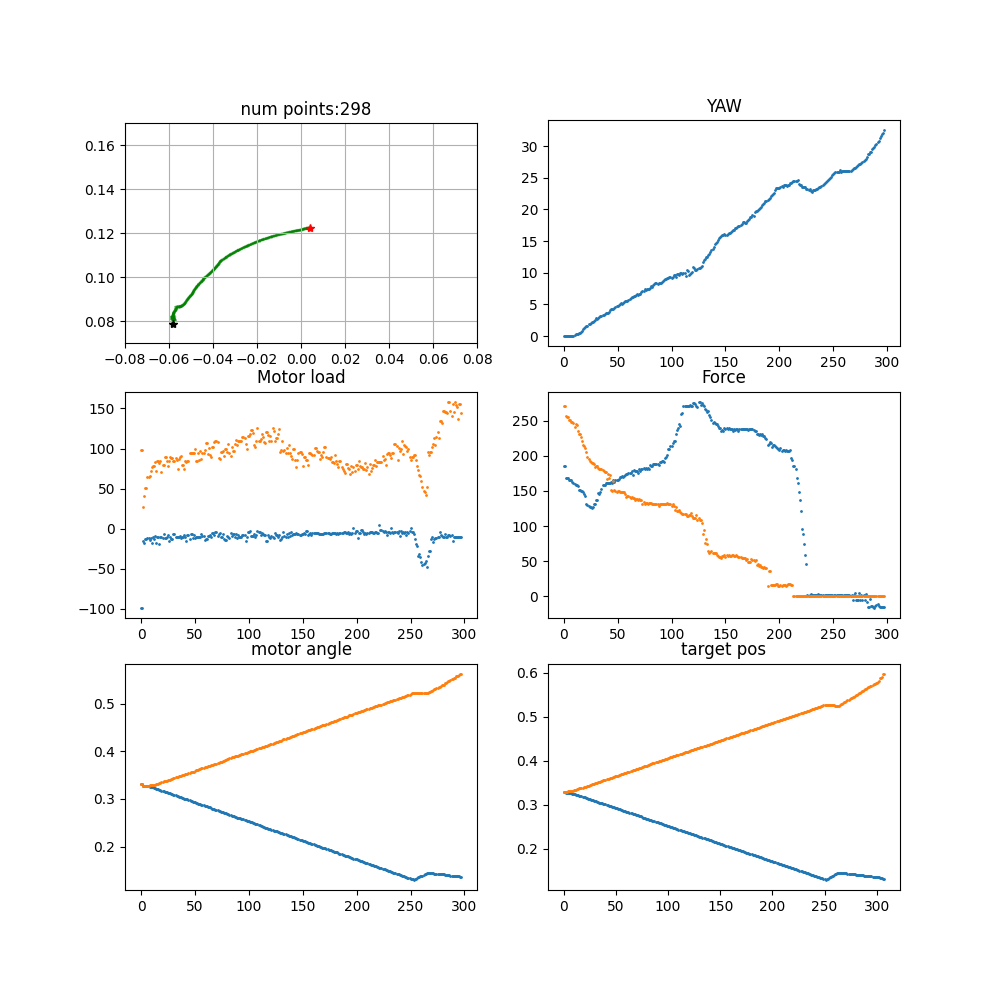 num points:298
YAW
0.16
0.14
0.12
0.10
0.08
−0.08 −0.06 −0.04 −0.02 0.00 0.02 0.04 0.06 0.08
30
25
20
15
10
5
0
0 50 100 150 200 250 300
Motor load
Force
150
100
50
0
−50
−100
0 50 100 150 200 250 300
250
200
150
100
50
0
0 50 100 150 200 250 300
motor angle
target pos
0.5
0.4
0.3
0.2
0 50 100 150 200 250 300
0.6
0.5
0.4
0.3
0.2
0 50 100 150 200 250 300